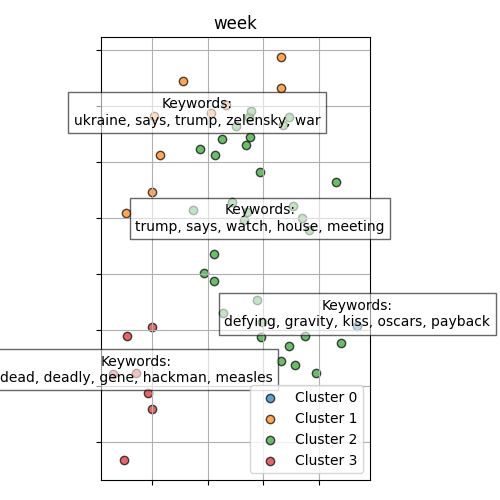 week
Keywords:
ukraine, says, trump, zelensky, war
Keywords:
trump, says, watch, house, meeting
Keywords:
defying, gravity, kiss, oscars, payback
Keywords:
dead, deadly, gene, hackman, measles
Cluster 0
Cluster 1
Cluster 2
Cluster 3